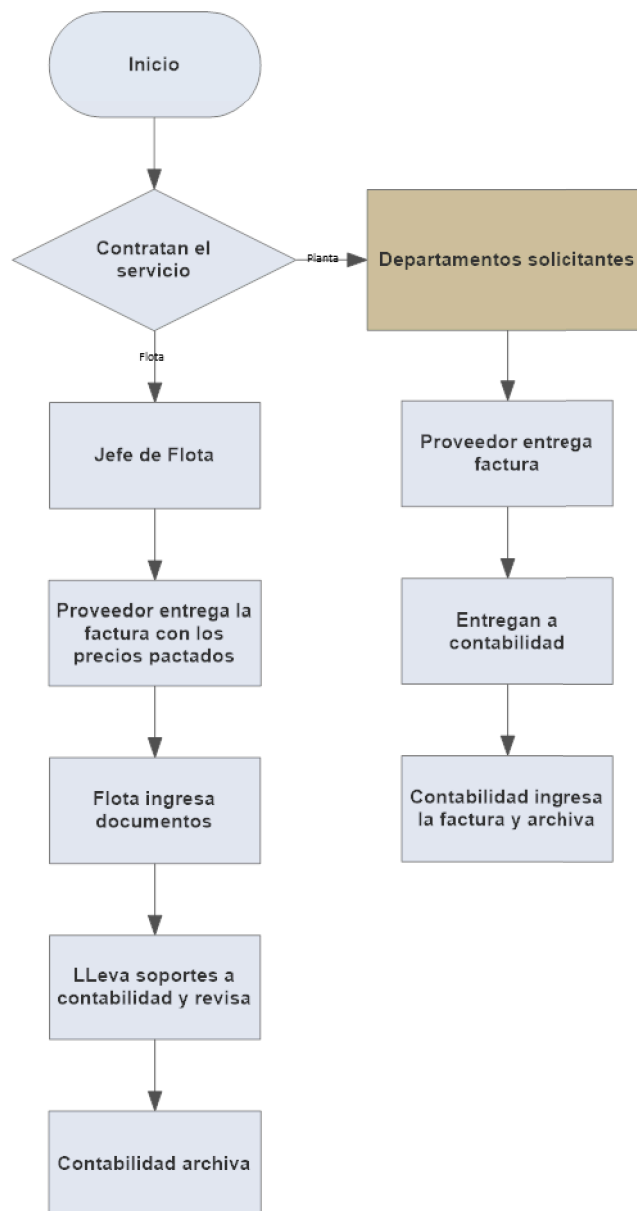 Inicio
Contratan el
servicio
Planta
Departamentos solicitantes
Flota
Jefe de Flota
Proveedor entrega
factura
Proveedor entrega la
factura con los
precios pactados
Entregan a
contabilidad
Flota ingresa
documentos
Contabilidad ingresa
la factura y archiva
LLeva soportes a
contabilidad y revisa
Contabilidad archiva